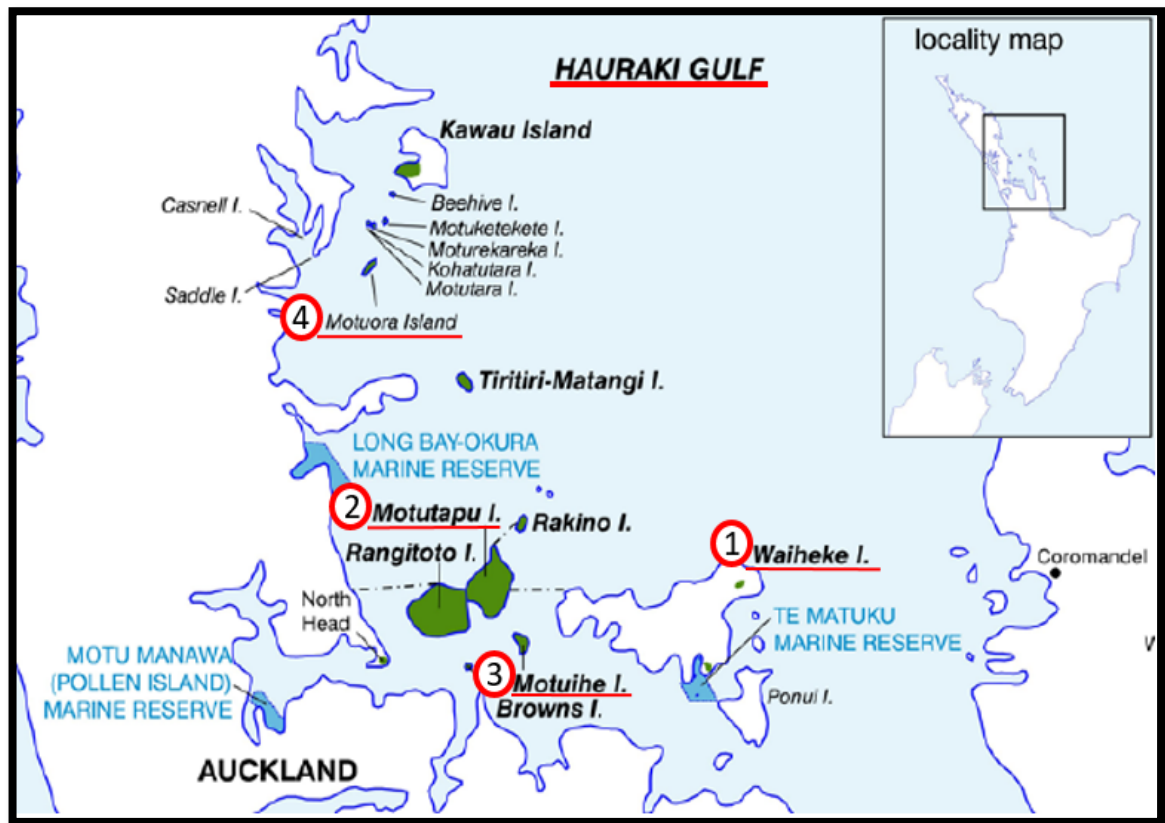 locality map
HAURAKI GULF
Kawau Island
Casnell I.
Beehive I.
Motuketekete I.
Moturekareka I.
Kohatutara I.
Motutara I.
Saddle I.
4 Motuora Island
Tiritiri-Matangi I.
LONG BAY-OKURA
MARINE RESERVE
2 Motutapu I.
Rakino I.
Rangitoto I.
1 Waiheke I.
Coromandel
North
Head
TE MATUKU
MARINE RESERVE
MOTU MANAWA
(POLLEN ISLAND)
MARINE RESERVE
3 Motuihe I.
Browns I.
Ponui I.
AUCKLAND